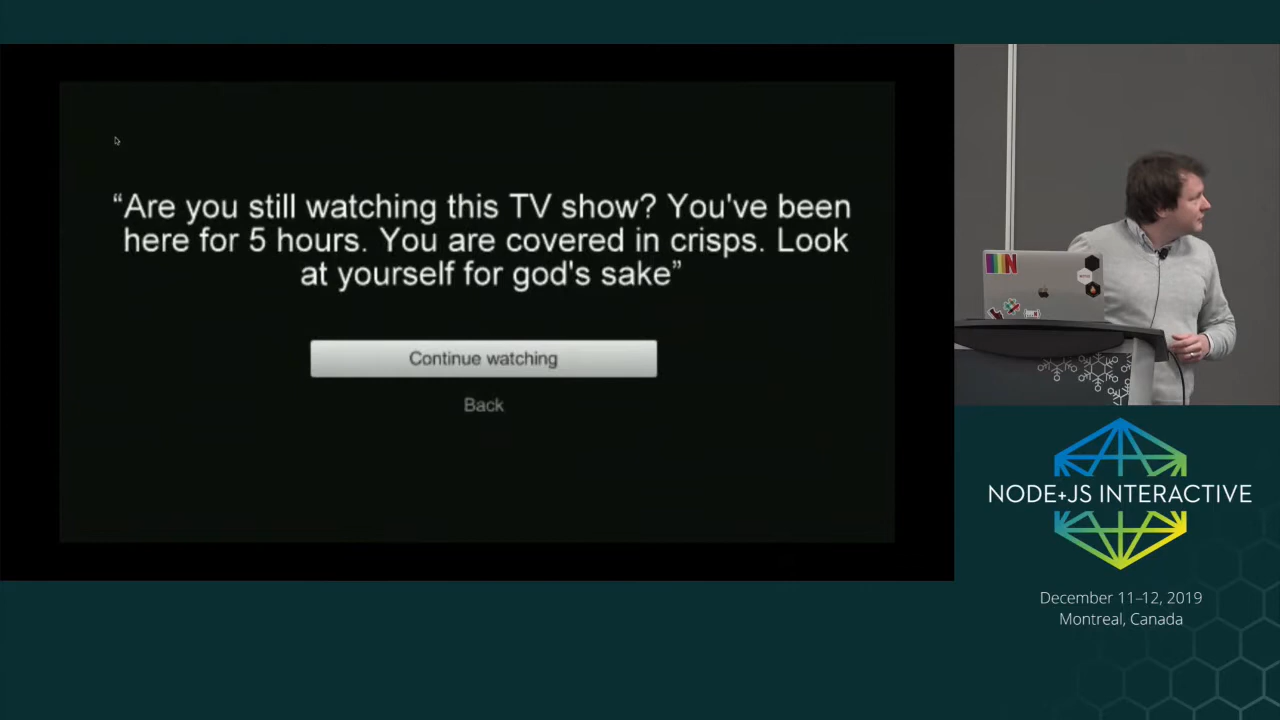 “Are you still watching this TV show? You've been
here for 5 hours. You are covered in crisps. Look
at yourself for god's sake”
Continue watching
Back
N
NODE+JS INTERACTIVE
December 11–12, 2019
Montreal, Canada